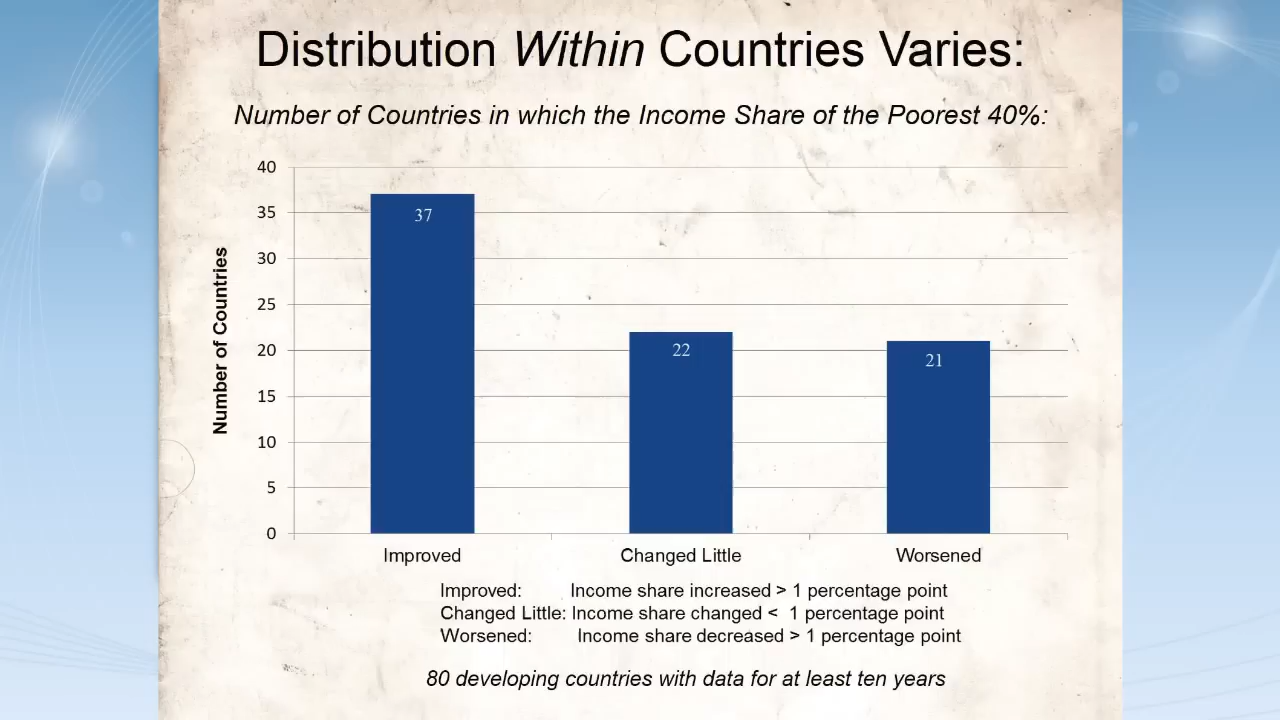 Distribution Within Countries Varies:
Number of Countries in which the Income Share of the Poorest 40%:
40
35
30
25
20
15
10
5
0
Number of Countries
37
22
21
Improved
Changed Little
Worsened
Improved: Income share increased > 1 percentage point
Changed Little: Income share changed < 1 percentage point
Worsened: Income share decreased > 1 percentage point
80 developing countries with data for at least ten years